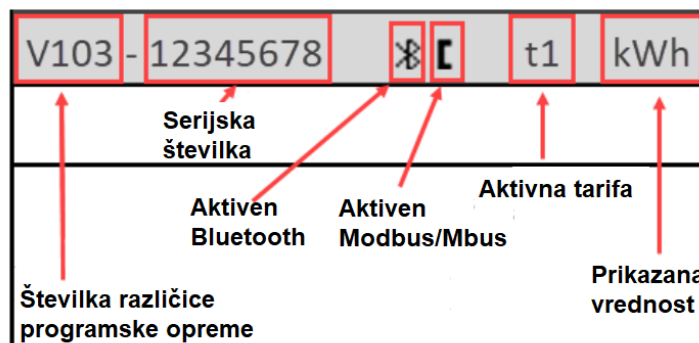 V103 - 12345678 t1 kWh
Serijska
številka
Aktivna tarifa
Aktiven
Bluetooth
Aktiven
Modbus/Mbus
Prikazana
vrednost
Številka različice
programske opreme